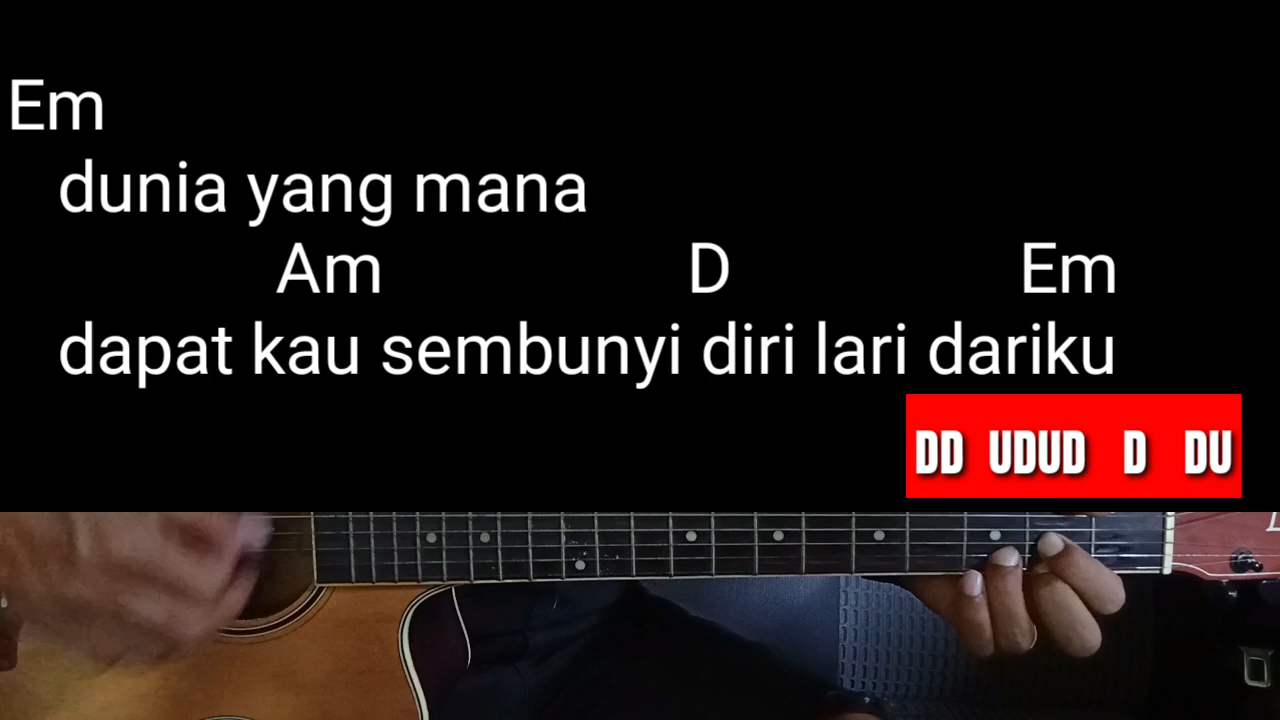 Em
dunia yang mana
Am D Em
dapat kau sembunyi diri lari dariku
DD UDUD D DU